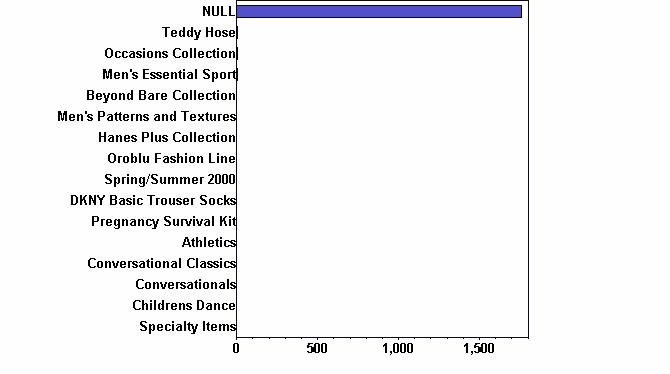 NULL
Teddy Hose
Occasions Collection
Men's Essential Sport
Beyond Bare Collection
Men's Patterns and Textures
Hanes Plus Collection
Oroblu Fashion Line
Spring/Summer 2000
DKNY Basic Trouser Socks
Pregnancy Survival Kit
Athletics
Conversational Classics
Conversationals
Childrens Dance
Specialty Items
0 500 1,000 1,500